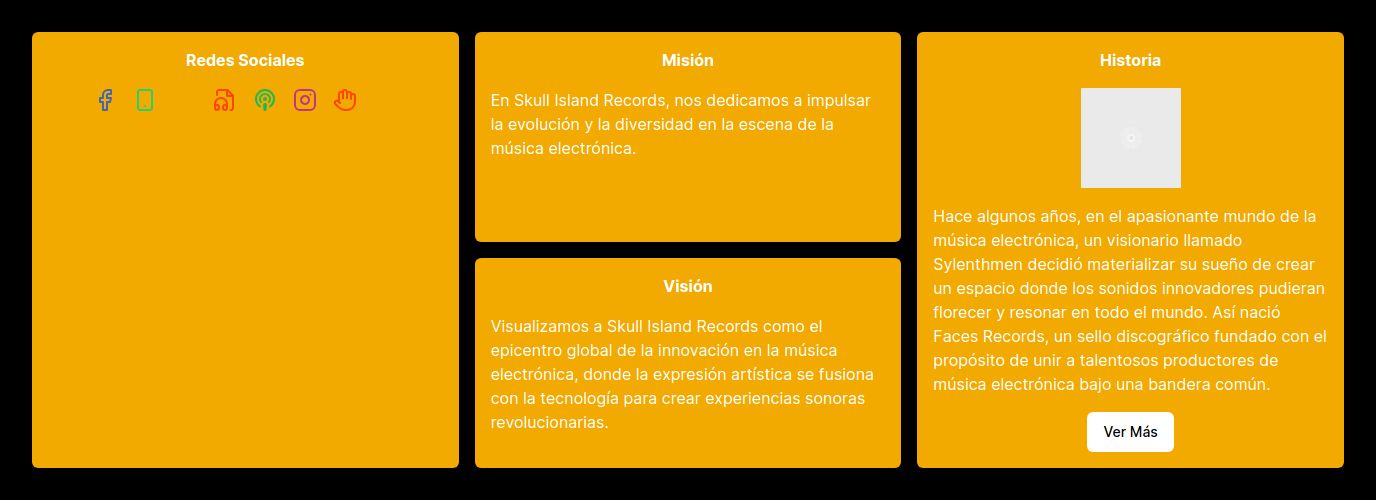 Redes Sociales
Misión
En Skull Island Records, nos dedicamos a impulsar
la evolución y la diversidad en la escena de la
música electrónica.
Visión
Visualizamos a Skull Island Records como el
epicentro global de la innovación en la música
electrónica, donde la expresión artística se fusiona
con la tecnología para crear experiencias sonoras
revolucionarias.
Historia
Hace algunos años, en el apasionante mundo de la
música electrónica, un visionario llamado
Sylenthmen decidió materializar su sueño de crear
un espacio donde los sonidos innovadores pudieran
florecer y resonar en todo el mundo. Así nació
Faces Records, un sello discográfico fundado con el
propósito de unir a talentosos productores de
música electrónica bajo una bandera común.
Ver Más